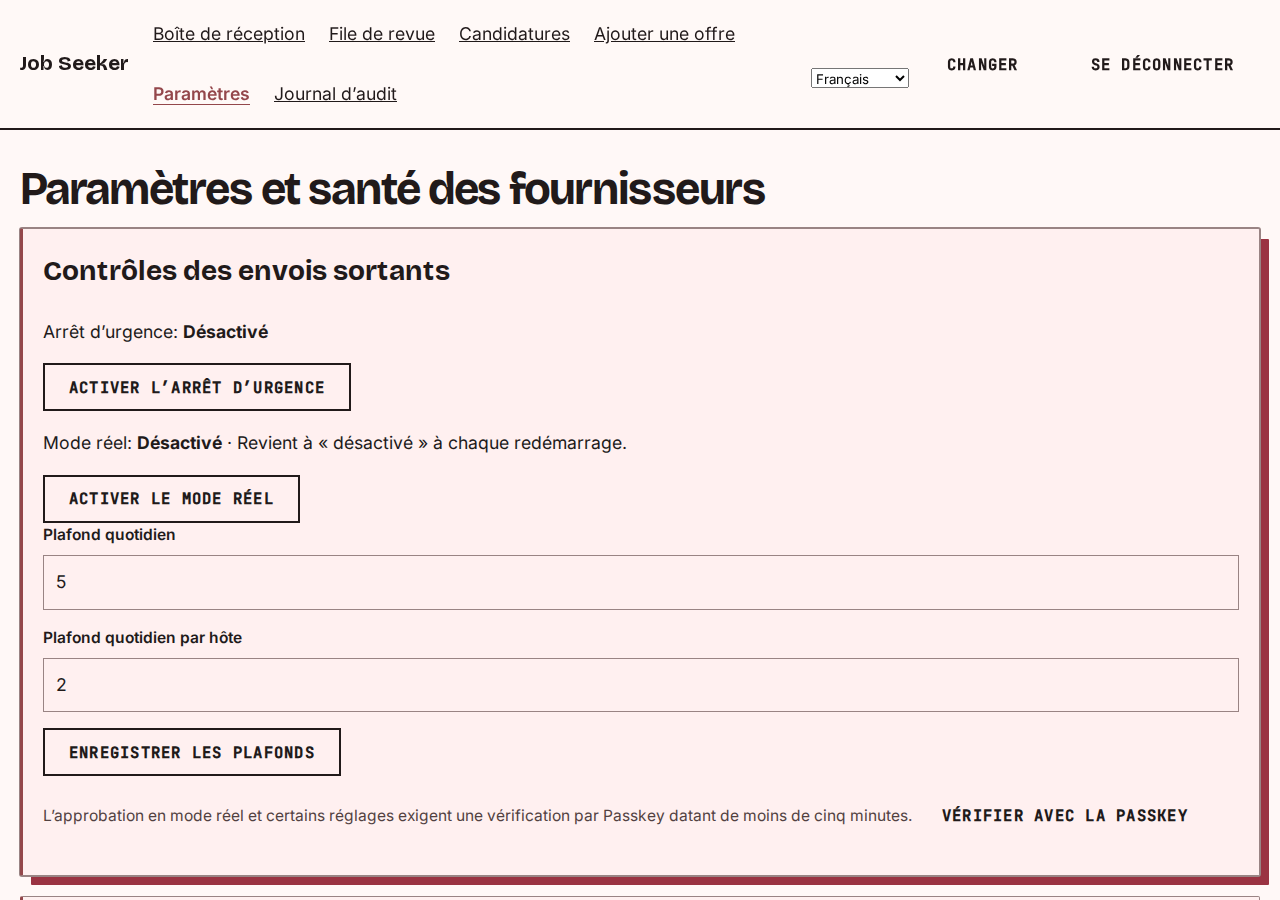 Job Seeker
Boîte de réception
File de revue
Candidatures
Ajouter une offre
Paramètres
Journal d’audit
Français
CHANGER
SE DÉCONNECTER
Paramètres et santé des fournisseurs
Contrôles des envois sortants
Arrêt d’urgence: Désactivé
ACTIVER L’ARRÊT D’URGENCE
Mode réel: Désactivé · Revient à « désactivé » à chaque redémarrage.
ACTIVER LE MODE RÉEL
Plafond quotidien
5
Plafond quotidien par hôte
2
ENREGISTRER LES PLAFONDS
L’approbation en mode réel et certains réglages exigent une vérification par Passkey datant de moins de cinq minutes.
VÉRIFIER AVEC LA PASSKEY